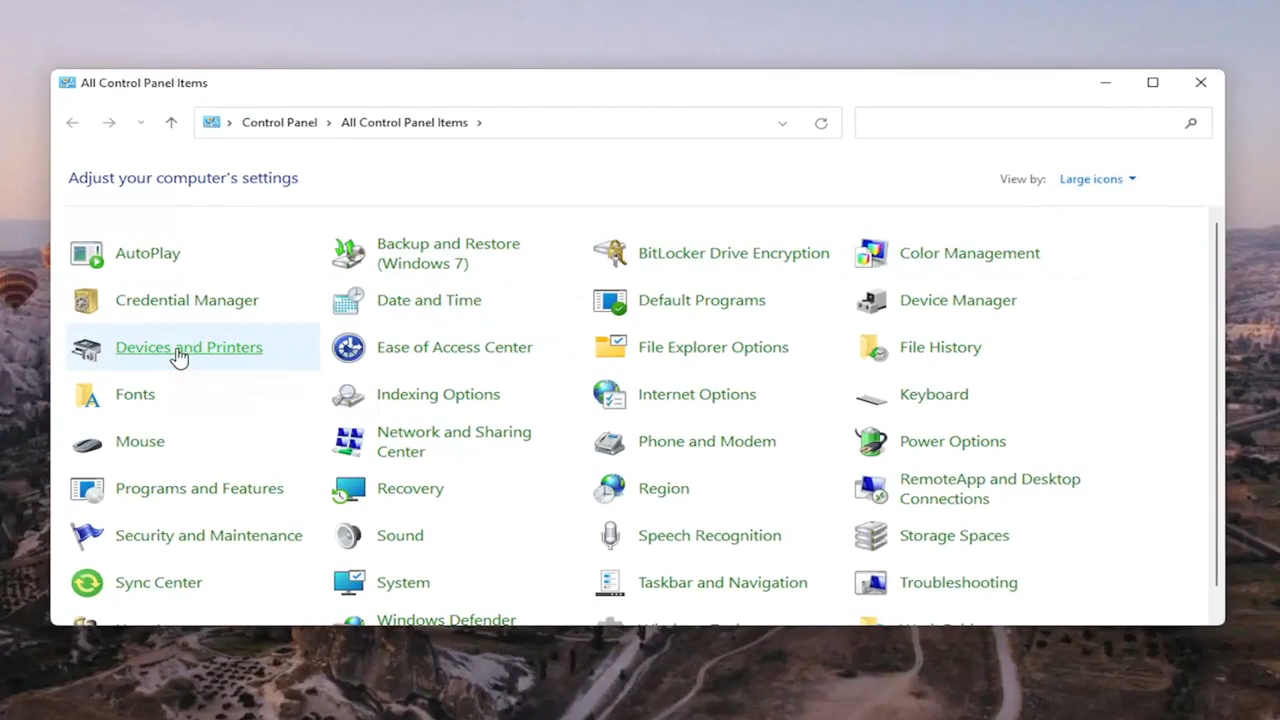 All Control Panel Items
Control Panel > All Control Panel Items >
Adjust your computer's settings
View by: Large icons
AutoPlay
Backup and Restore
(Windows 7)
BitLocker Drive Encryption
Color Management
Credential Manager
Date and Time
Default Programs
Device Manager
Devices and Printers
Ease of Access Center
File Explorer Options
File History
Fonts
Indexing Options
Internet Options
Keyboard
Mouse
Network and Sharing
Center
Phone and Modem
Power Options
Programs and Features
Recovery
Region
RemoteApp and Desktop
Connections
Security and Maintenance
Sound
Speech Recognition
Storage Spaces
Sync Center
System
Taskbar and Navigation
Troubleshooting
Windows Defender